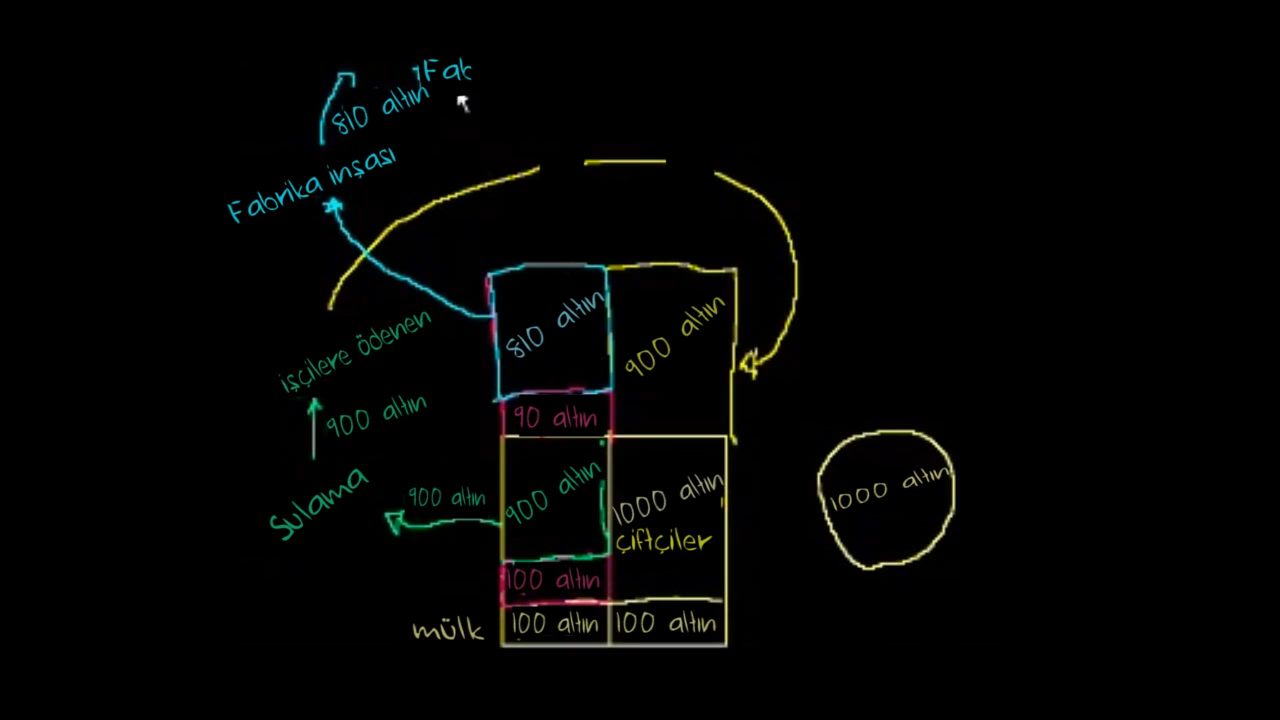 Fab
810 altın
Fabrika inşası
810 altın
900 altın
işçilere ödenen
900 altın
90 altın
Sulama
900 altın
900 altın
1000 altın
çiftçiler
1000 altın
100 altın
mülk
100 altın
100 altın